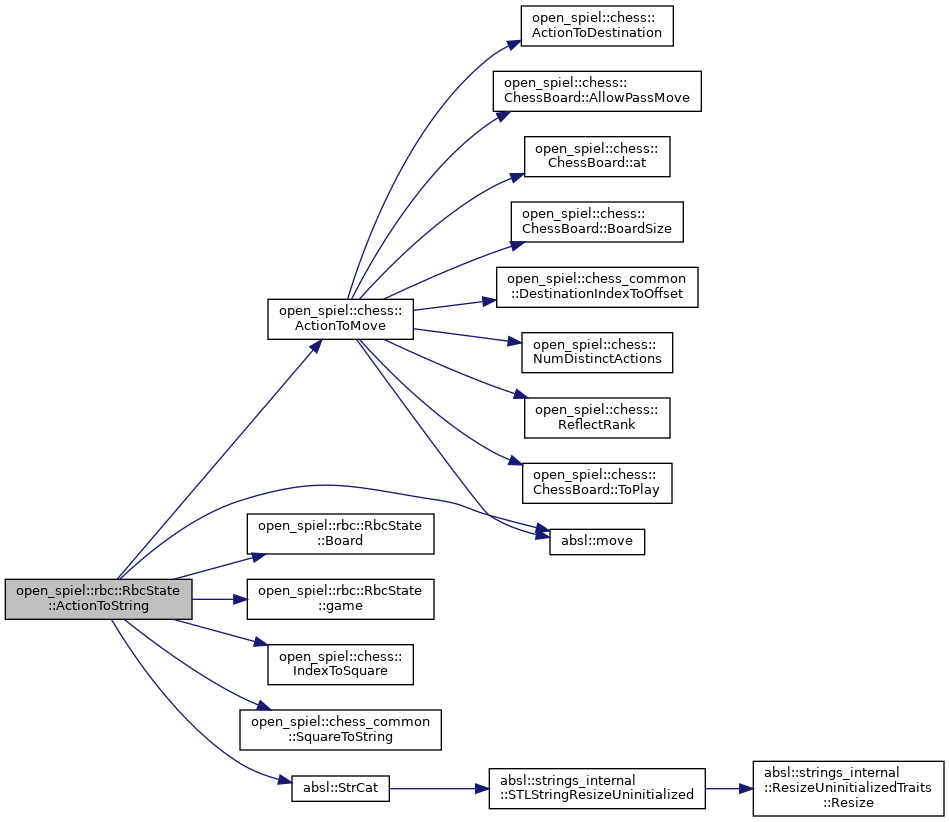 open_spiel::chess::
ActionToDestination
open_spiel::chess::
ChessBoard::AllowPassMove
open_spiel::chess::
ChessBoard::at
open_spiel::chess::
ChessBoard::BoardSize
open_spiel::chess_common
::DestinationIndexToOffset
open_spiel::chess::
ActionToMove
open_spiel::chess::
NumDistinctActions
open_spiel::chess::
ReflectRank
open_spiel::chess::
ChessBoard::ToPlay
absl::move
open_spiel::rbc::RbcState
::Board
open_spiel::rbc::RbcState
::ActionToString
open_spiel::rbc::RbcState
::game
open_spiel::chess::
IndexToSquare
open_spiel::chess_common
::SquareToString
absl::StrCat
absl::strings_internal
::STLStringResizeUninitialized
absl::strings_internal
::ResizeUninitializedTraits
::Resize